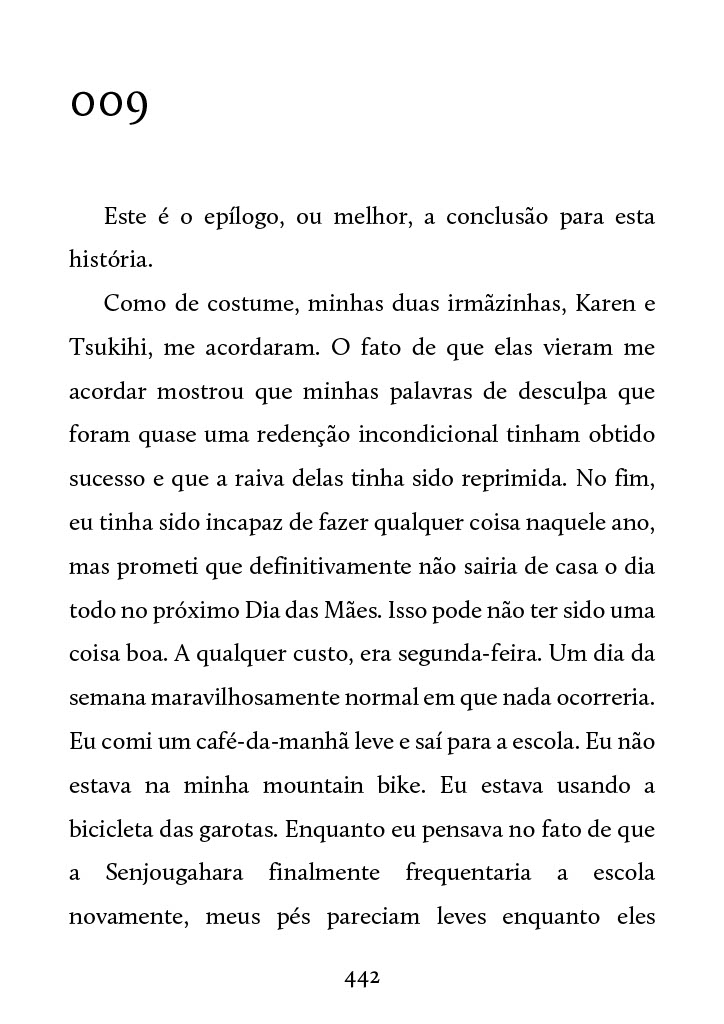 009
Este é o epílogo, ou melhor, a conclusão para esta
história.
Como de costume, minhas duas irmãzinhas, Karen e
Tsukihi, me acordaram. O fato de que elas vieram me
acordar mostrou que minhas palavras de desculpa que
foram quase uma redenção incondicional tinham obtido
sucesso e que a raiva delas tinha sido reprimida. No fim,
eu tinha sido incapaz de fazer qualquer coisa naquele ano,
mas prometi que definitivamente não sairia de casa o dia
todo no próximo Dia das Mães. Isso pode não ter sido uma
coisa boa. A qualquer custo, era segunda-feira. Um dia da
semana maravilhosamente normal em que nada ocorreria.
Eu comi um café-da-manhã leve e saí para a escola. Eu não
estava na minha mountain bike. Eu estava usando a
bicicleta das garotas. Enquanto eu pensava no fato de que
a Senjougahara finalmente frequentaria a escola
novamente, meus pés pareciam leves enquanto eles
442